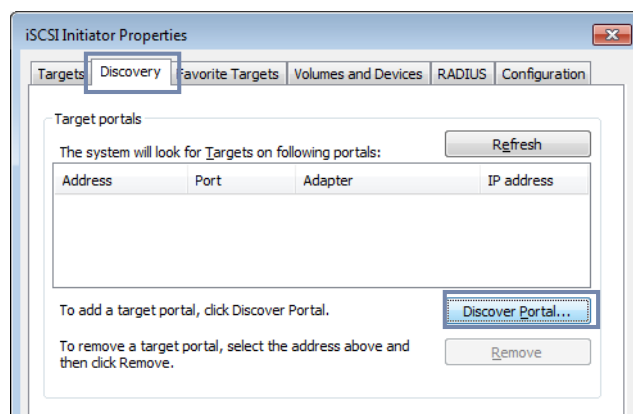 iSCSI Initiator Properties
Targets Discovery Favorite Targets Volumes and Devices RADIUS Configuration
Target portals
The system will look for Targets on following portals: Refresh
Address Port Adapter IP address
To add a target portal, click Discover Portal. Discover Portal...
To remove a target portal, select the address above and
then click Remove.
Remove